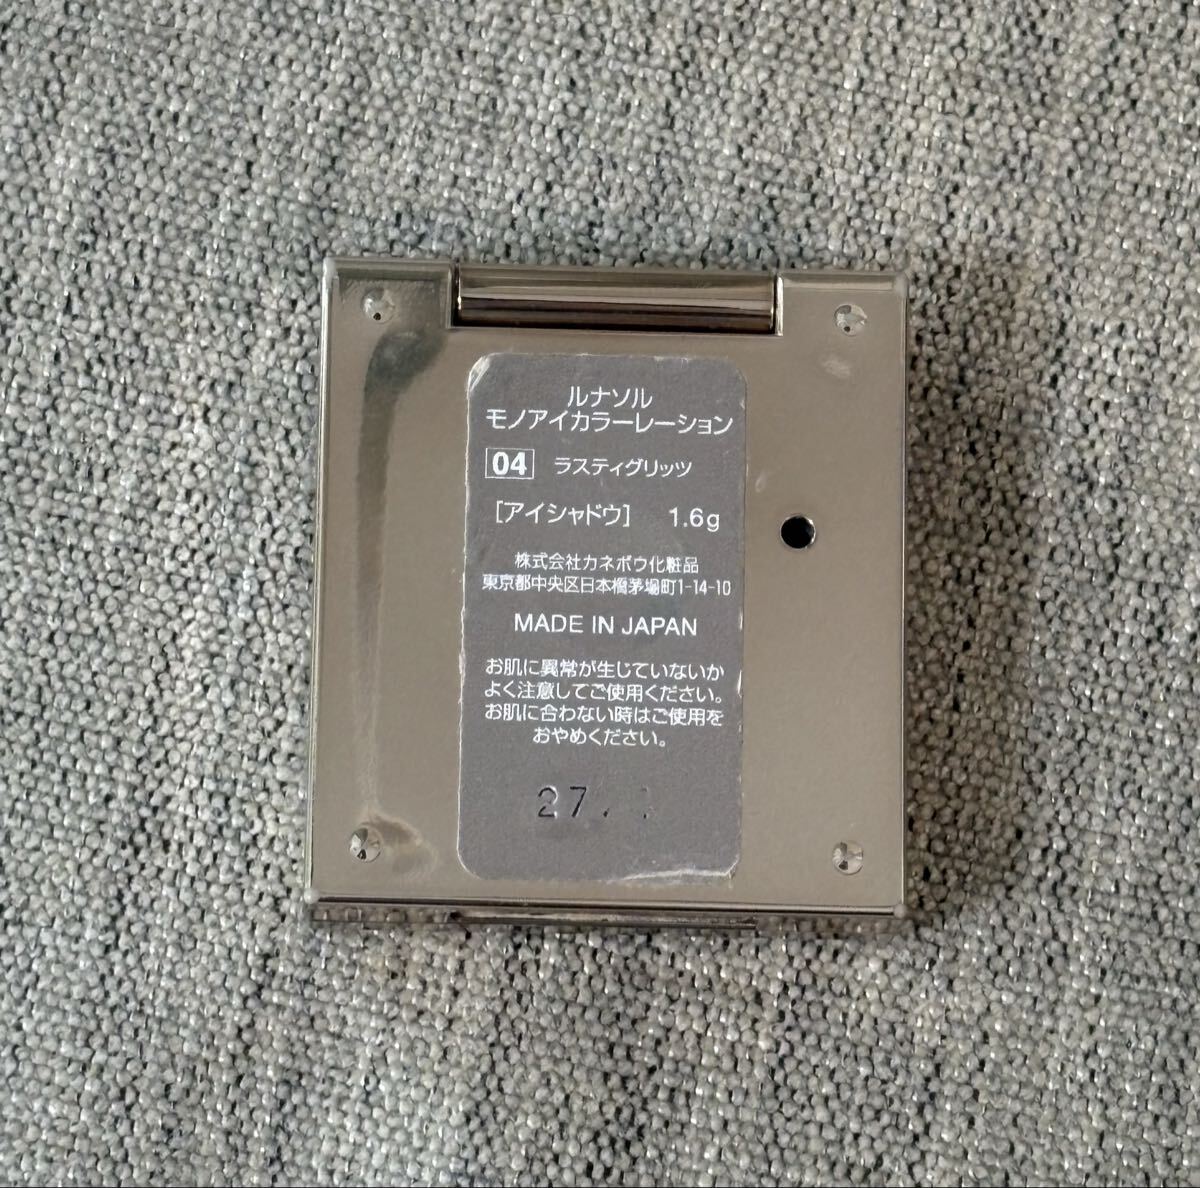 ルナソル
モノアイカラーレーション
04 ラスティグリッツ
[アイシャドウ] 1.6g
株式会社カネボウ化粧品
東京都中央区日本橋茅場町1-14-10
MADE IN JAPAN
お肌に異常が生じていないか
よく注意してご使用ください。
お肌に合わない時はご使用を
おやめください。
27